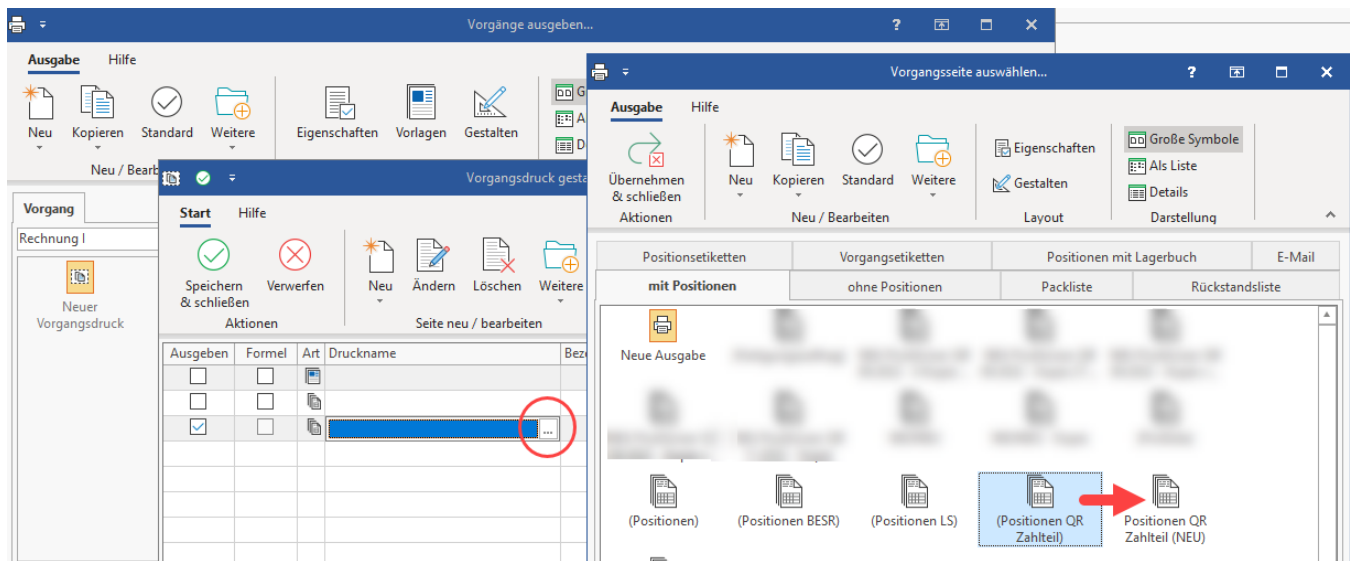 Vorgänge ausgeben...
?
Ausgabe Hilfe
Neu Kopieren Standard Weitere Eigenschaften Vorlagen Gestalten
G
A
D
Neu / Bearb
Vorgang
Rechnung I
Neuer
Vorgangsdruck
Vorgangsdruck gesta
Start Hilfe
Speichern
& schließen
Verwerfen Neu Ändern Löschen Weitere
Aktionen Seite neu / bearbeiten
Ausgeben Formel Art Druckname Beze
...
Vorgangsseite auswählen...
?
Ausgabe Hilfe
Übernehmen
& schließen
Neu Kopieren Standard Weitere
Eigenschaften
Gestalten
Große Symbole
Als Liste
Details
Aktionen Neu / Bearbeiten Layout Darstellung
Positionsetiketten Vorgangsetiketten Positionen mit Lagerbuch E-Mail
mit Positionen ohne Positionen Packliste Rückstandsliste
Neue Ausgabe
(Positionen) (Positionen BESR) (Positionen LS) (Positionen QR
Zahlteil)
Positionen QR
Zahlteil (NEU)